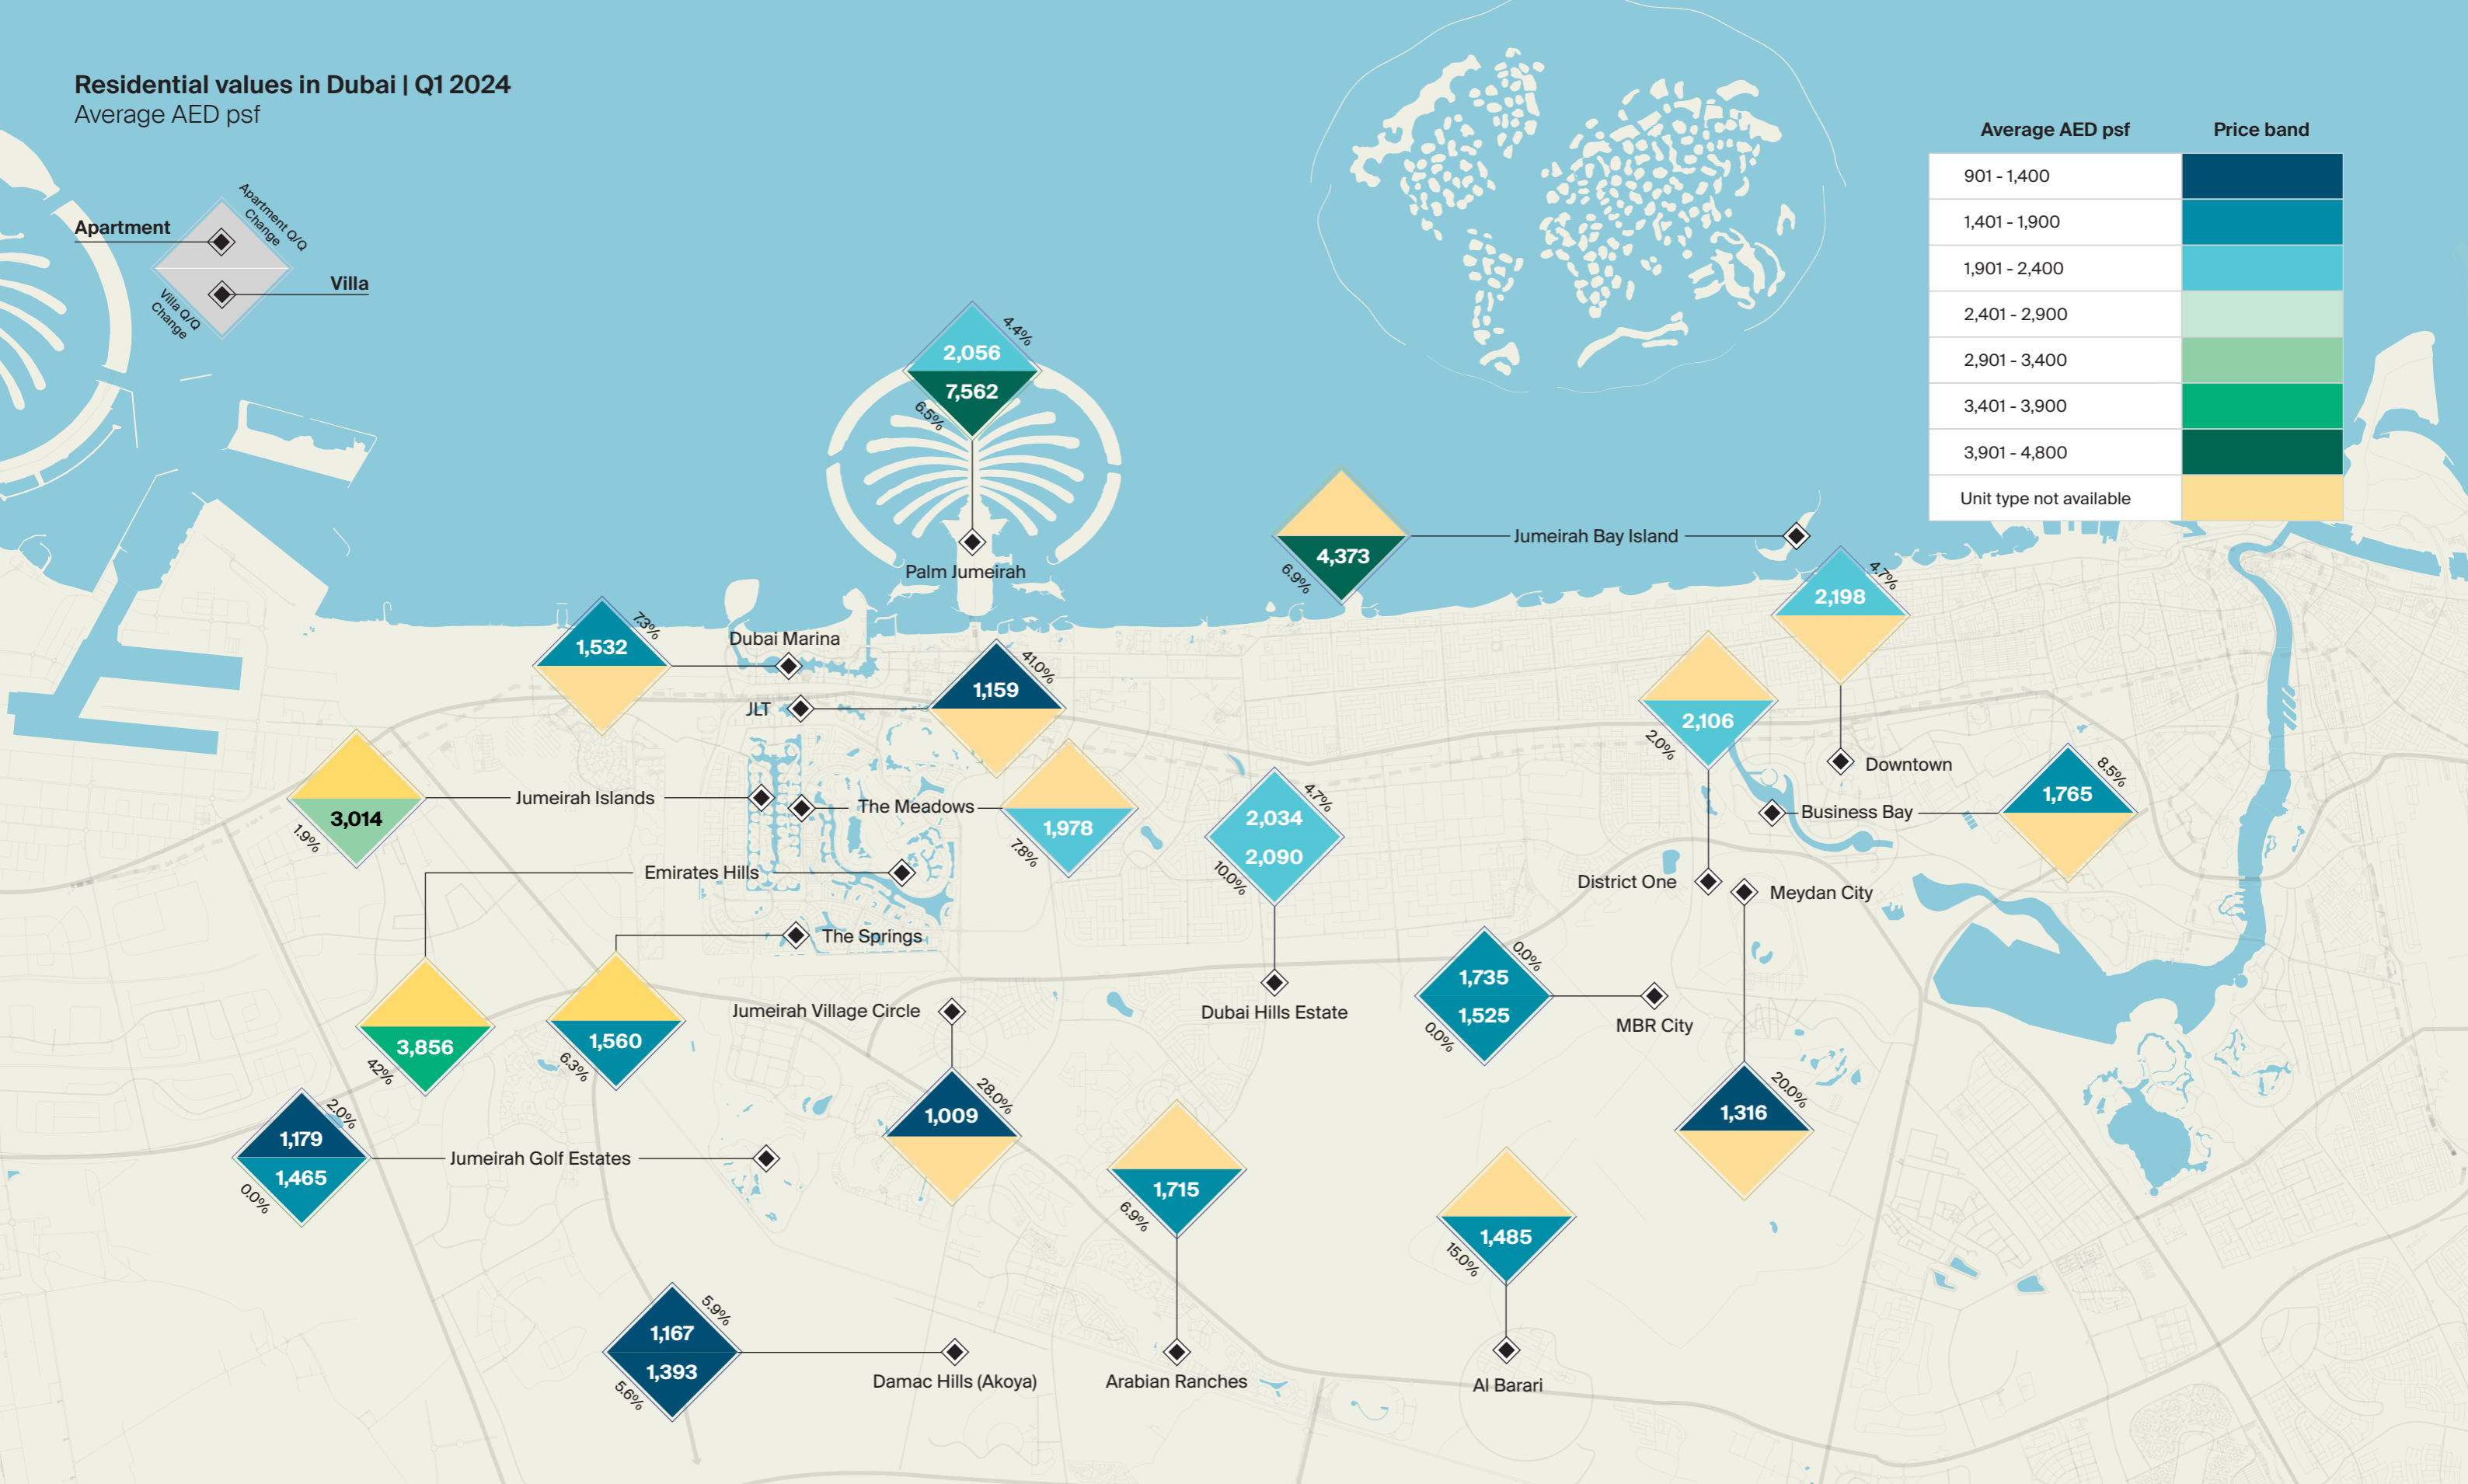 Residential values in Dubai | Q1 2024
Average AED psf
Apartment
Apartment Q/Q
Change
Villa
Villa Q/Q
Change
Average AED psf Price band
901 - 1,400
1,401 - 1,900
1,901 - 2,400
2,401 - 2,900
2,901 - 3,400
3,401 - 3,900
3,901 - 4,800
Unit type not available
4.4%
2,056
7,562
6.5%
Palm Jumeirah
4,373
6.9%
Jumeirah Bay Island
4.7%
2,198
Downtown
7.3%
1,532
Dubai Marina
41.0%
1,159
JLT
2,106
2.0%
District One
8.5%
1,765
Business Bay
3,014
1.9%
Jumeirah Islands
The Meadows
1,978
7.8%
4.7%
2,034
2,090
10.0%
Dubai Hills Estate
Emirates Hills
3,856
42%
The Springs
1,560
6.3%
Meydan City
20.0%
1,316
0.0%
1,735
1,525
0.0%
MBR City
Jumeirah Village Circle
28.0%
1,009
2.0%
1,179
1,465
0.0%
Jumeirah Golf Estates
1,715
6.9%
Arabian Ranches
1,485
15.0%
Al Barari
5.9%
1,167
1,393
5.6%
Damac Hills (Akoya)